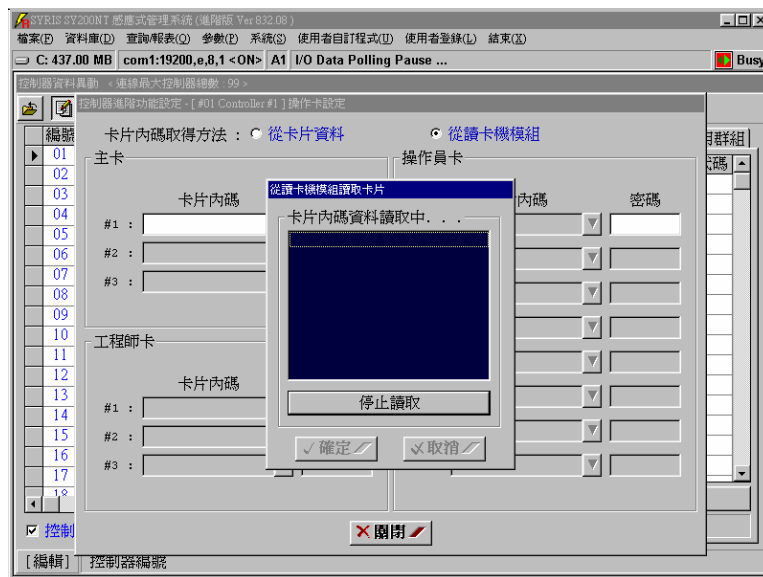 SYRIS SY200NT 感應式管理系統 (進階版 Ver 832.08 )
檔案(F) 資料庫(D) 查詢/報表(Q) 參數(P) 系統(S) 使用者自訂程式(U) 使用者登錄(L) 結束(X)
C: 437.00 MB com1:19200,e,8,1 <ON> A1 I/O Data Polling Pause ... Busy
控制器資料異動 < 連線最大控制器總數 : 99 >
控制器進階功能設定 - [ #01 Controller #1 ] 操作卡設定
卡片內碼取得方法 : 從卡片資料 從讀卡機模組
編號
用群組
代碼
主卡
操作員卡
從讀卡機模組讀取卡片
卡片內碼
內碼 密碼
卡片內碼資料讀取中. . .
#1 :
#2 :
#3 :
工程師卡
卡片內碼
#1 :
#2 :
#3 :
停止讀取
確定 取消
01
02
03
04
05
06
07
08
09
10
11
12
13
14
15
16
17
18
控制
關閉
[編輯] 控制器編號